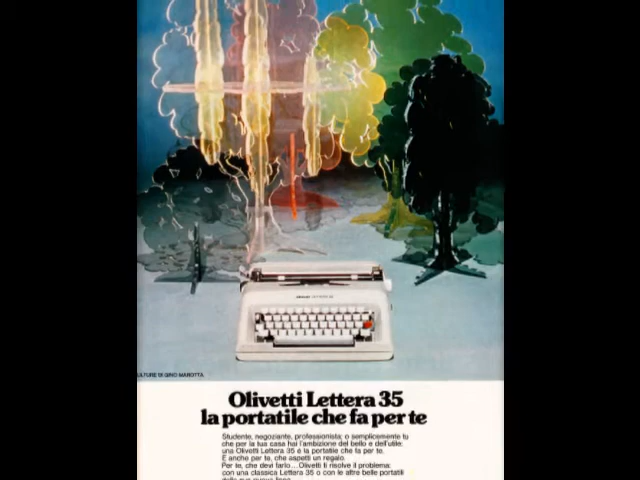 ULTURE DI GINO MAROTTA.
Olivetti Lettera 35
la portatile che fa per te
Studente, negoziante, professionista; o semplicemente tu
che per la tua casa hai l'ambizione del bello e dell'utile:
una Olivetti Lettera 35 è la portatile che fa per te.
È anche per te, che aspetti un regalo.
Per te, che devi farlo... Olivetti ti risolve il problema:
con una classica Lettera 35 o con le altre belle portatili